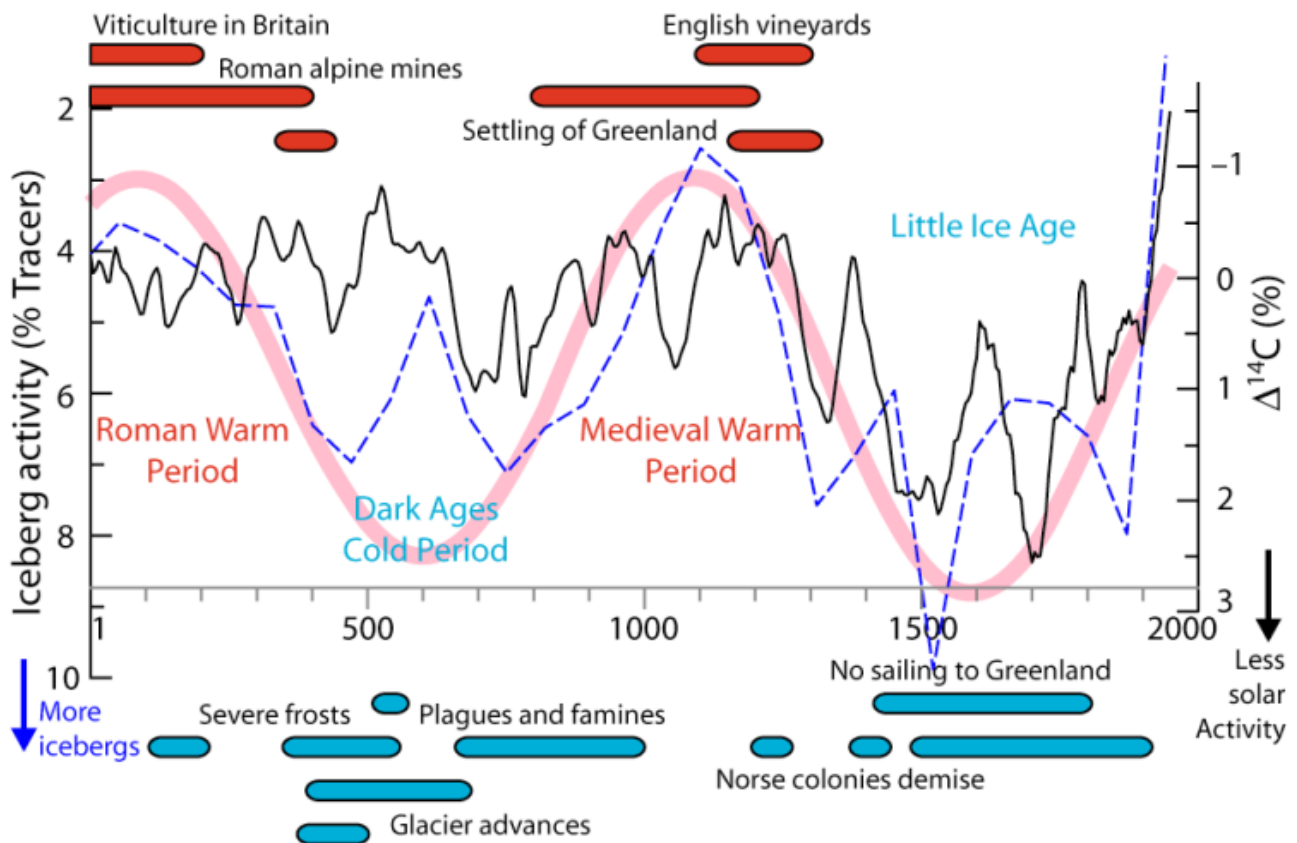 Viticulture in Britain
English vineyards
Roman alpine mines
Settling of Greenland
2
4
6
8
10
Iceberg activity (% Tracers)
–1
0
1
2
3
Δ¹⁴C (%)
Little Ice Age
Roman Warm
Period
Medieval Warm
Period
Dark Ages
Cold Period
1
500
1000
1500
2000
More
icebergs
Less
solar
Activity
No sailing to Greenland
Severe frosts
Plagues and famines
Norse colonies demise
Glacier advances